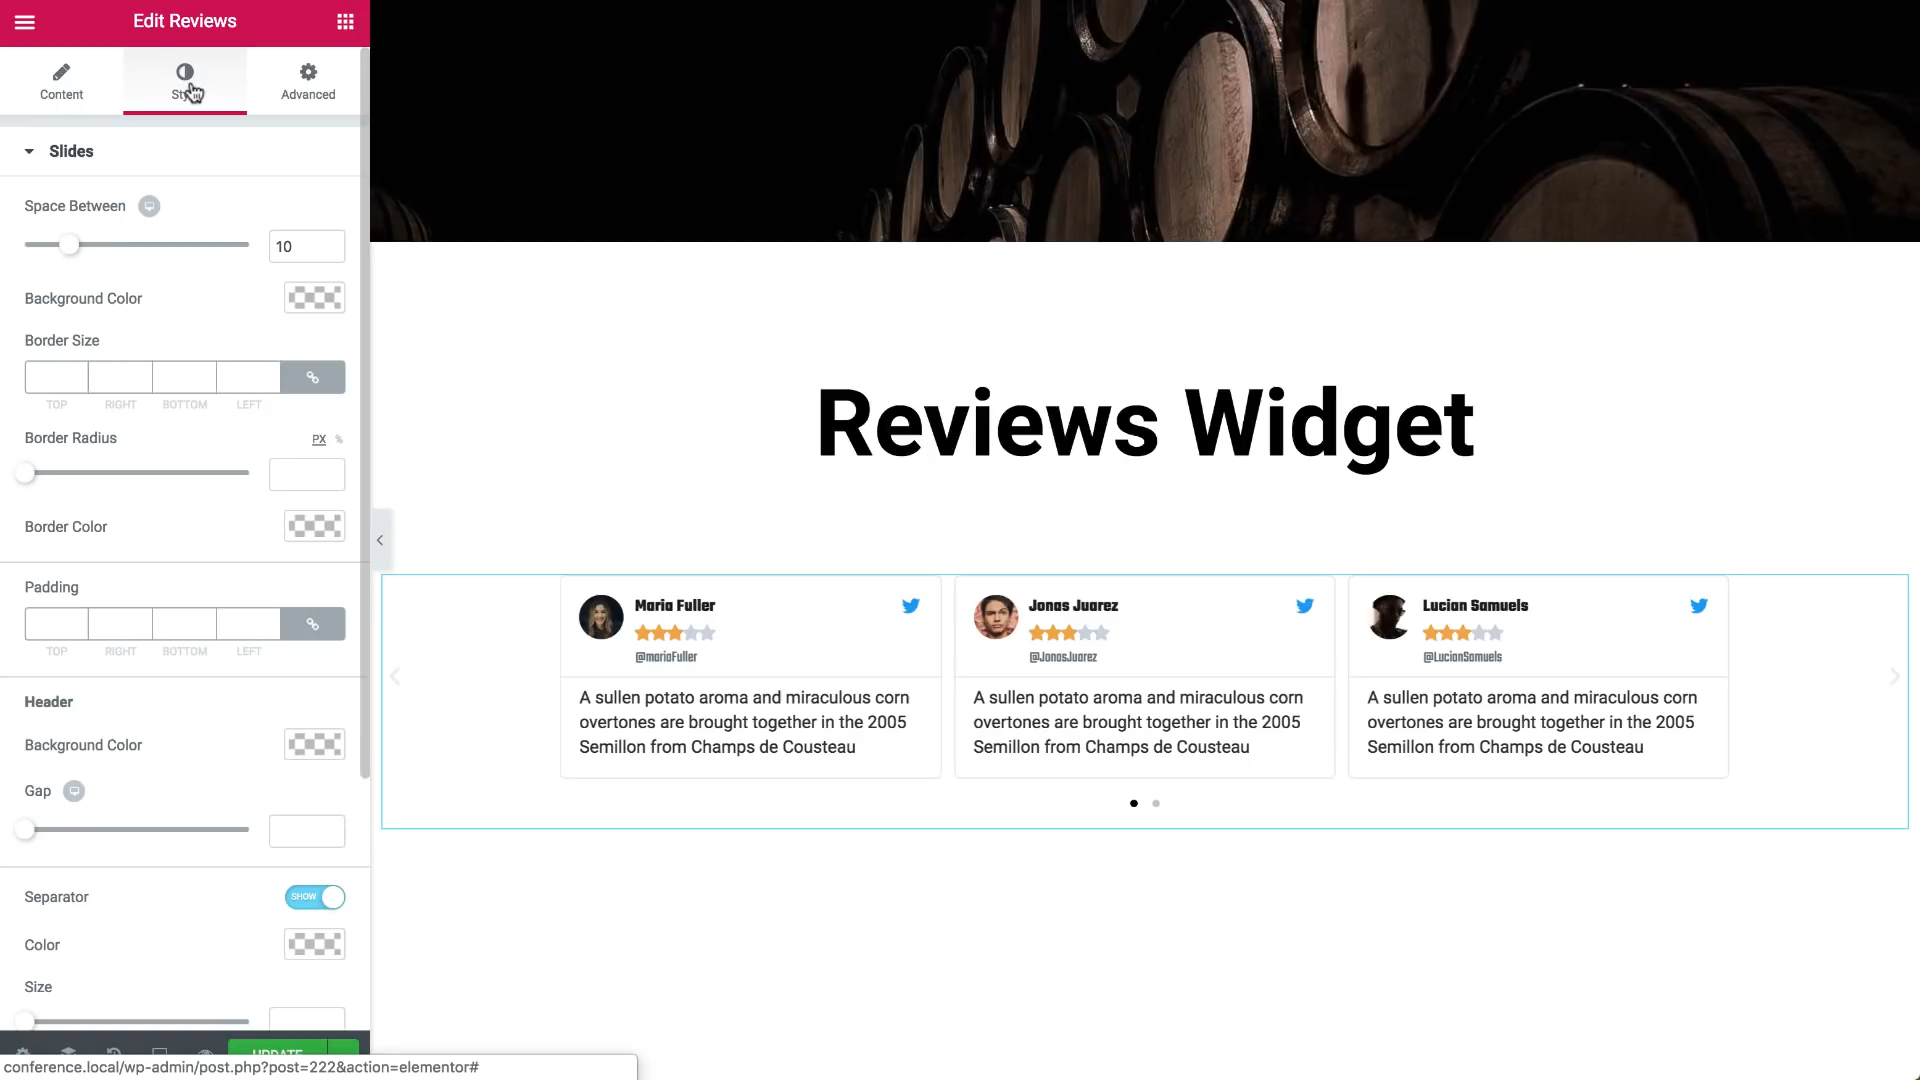 Edit Reviews
Content
Advanced
Slides
Space Between
10
Background Color
Border Size
TOP RIGHT BOTTOM LEFT
Border Radius
PX %
Border Color
Padding
TOP RIGHT BOTTOM LEFT
Header
Background Color
Gap
Separator
SHOW
Color
Size
UPDATE
conference.local/wp-admin/post.php?post=222&action=elementor#
Reviews Widget
Maria Fuller
@mariaFuller
A sullen potato aroma and miraculous corn
overtones are brought together in the 2005
Semillon from Champs de Cousteau
Jonas Juarez
@JonasJuarez
A sullen potato aroma and miraculous corn
overtones are brought together in the 2005
Semillon from Champs de Cousteau
Lucian Samuels
@LucianSamuels
A sullen potato aroma and miraculous corn
overtones are brought together in the 2005
Semillon from Champs de Cousteau